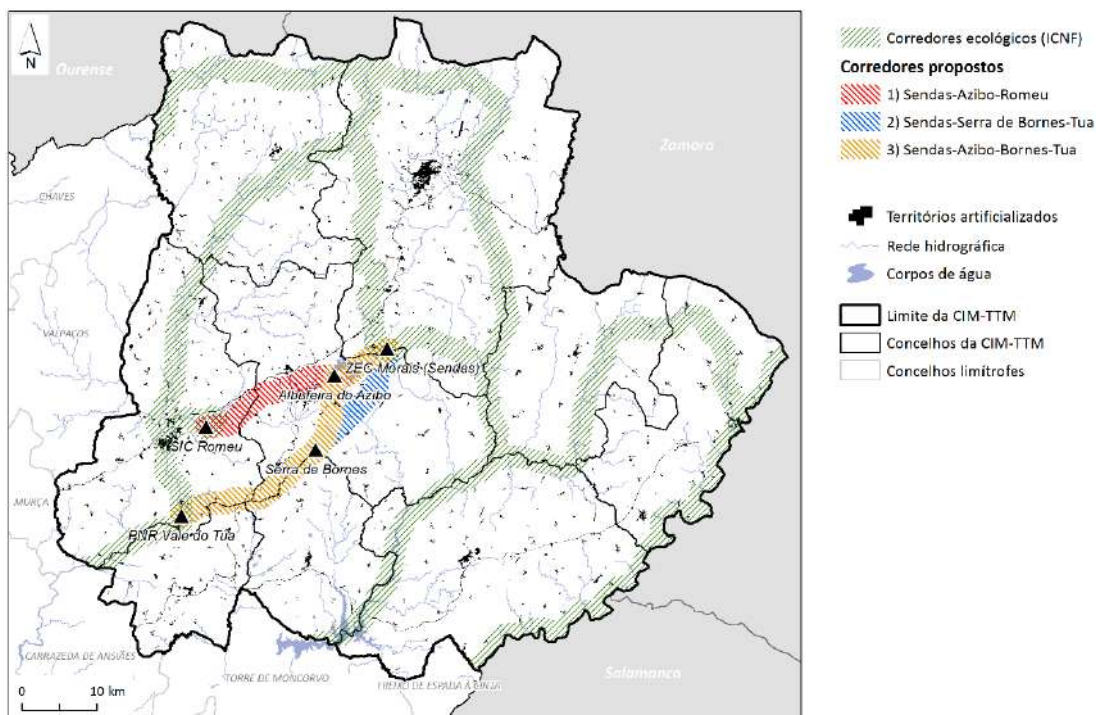 N
Ourense
Zamora
CHAVES
VALPAÇOS
ZEC Morais (Sendas)
Albufeira do Azibo
SIC Romeu
Serra de Bornes
MURÇA
PNR Vale do Tua
CARRAZEDA DE ANSIÃES
TORRE DE MONCORVO
FREIXO DE ESPADA À CINTA
Salamanca
0 10 km
Corredores ecológicos (ICNF)
Corredores propostos
1) Sendas-Azibo-Romeu
2) Sendas-Serra de Bornes-Tua
3) Sendas-Azibo-Bornes-Tua
Territórios artificializados
Rede hidrográfica
Corpos de água
Limite da CIM-TTM
Concelhos da CIM-TTM
Concelhos limítrofes